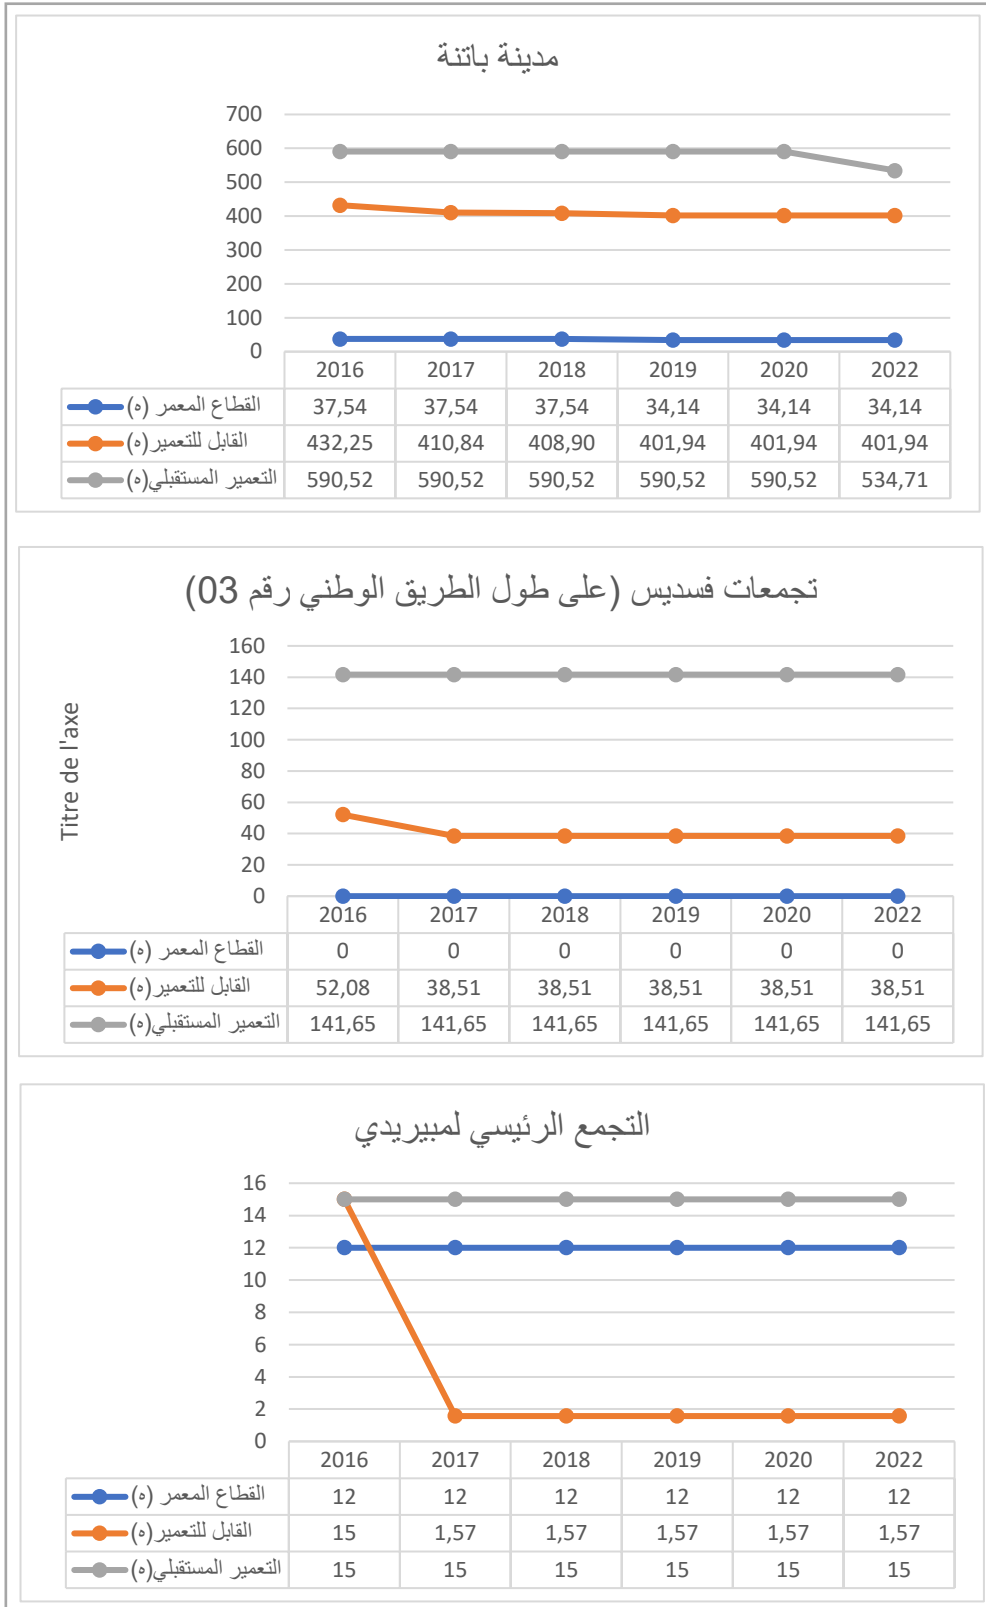 مدينة باتنة
700
600
500
400
300
200
100
0
2016 2017 2018 2019 2020 2022
القطاع المعمر (ه) 37,54 37,54 37,54 34,14 34,14 34,14
القابل للتعمير(ه) 432,25 410,84 408,90 401,94 401,94 401,94
التعمير المستقبلي(ه) 590,52 590,52 590,52 590,52 590,52 534,71
تجمعات فسديس (على طول الطريق الوطني رقم 03)
Titre de l'axe
160
140
120
100
80
60
40
20
0
2016 2017 2018 2019 2020 2022
القطاع المعمر (ه) 0 0 0 0 0 0
القابل للتعمير(ه) 52,08 38,51 38,51 38,51 38,51 38,51
التعمير المستقبلي(ه) 141,65 141,65 141,65 141,65 141,65 141,65
التجمع الرئيسي لمبيريدي
16
14
12
10
8
6
4
2
0
2016 2017 2018 2019 2020 2022
القطاع المعمر (ه) 12 12 12 12 12 12
القابل للتعمير(ه) 15 1,57 1,57 1,57 1,57 1,57
التعمير المستقبلي(ه) 15 15 15 15 15 15